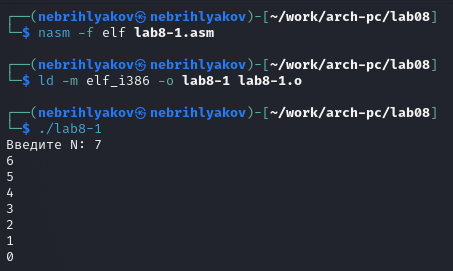 ┌──(nebrihlyakov㉿nebrihlyakov)-[~/work/arch-pc/lab08]
└─$ nasm -f elf lab8-1.asm
┌──(nebrihlyakov㉿nebrihlyakov)-[~/work/arch-pc/lab08]
└─$ ld -m elf_i386 -o lab8-1 lab8-1.o
┌──(nebrihlyakov㉿nebrihlyakov)-[~/work/arch-pc/lab08]
└─$ ./lab8-1
Введите N: 7
6
5
4
3
2
1
0